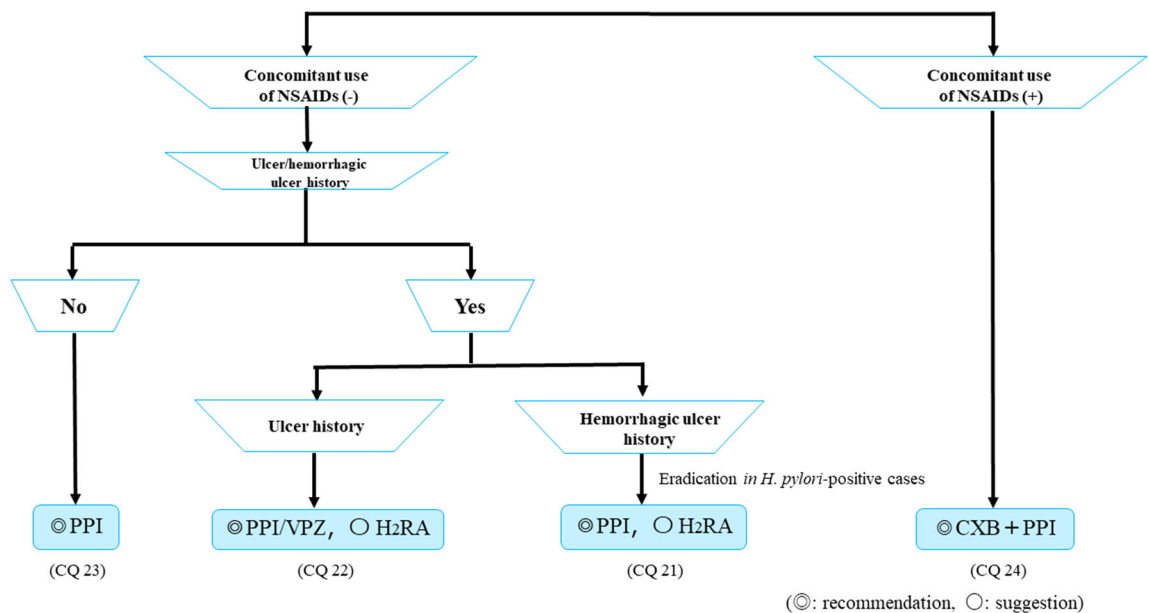 Concomitant use
of NSAIDs (-)
Concomitant use
of NSAIDs (+)
Ulcer/hemorrhagic
ulcer history
No
Yes
Ulcer history
Hemorrhagic ulcer
history
Eradication in H. pylori-positive cases
◎PPI
◎PPI/VPZ, ○ H2RA
◎PPI, ○ H2RA
◎CXB+PPI
(CQ 23)
(CQ 22)
(CQ 21)
(CQ 24)
(◎: recommendation, ○: suggestion)